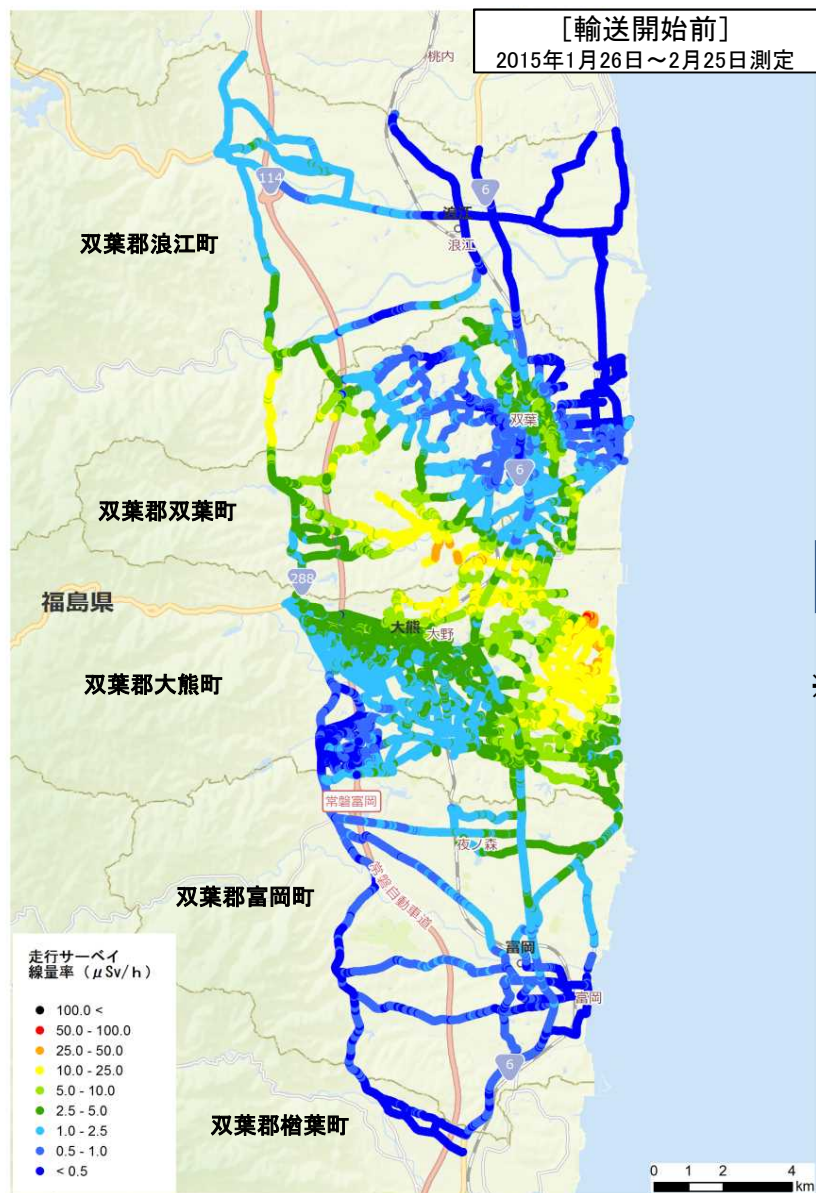 [輸送開始前]
2015年1月26日～2月25日測定
桃内
114
6
浪江
浪江
双葉郡浪江町
双葉
6
双葉郡双葉町
288
福島県
大熊
大野
双葉郡大熊町
常磐富岡
夜ノ森
双葉郡富岡町
常磐自動車道
富岡
富岡
6
双葉郡楢葉町
走行サーベイ
線量率（μSv/h）
100.0 <
50.0 - 100.0
25.0 - 50.0
10.0 - 25.0
5.0 - 10.0
2.5 - 5.0
1.0 - 2.5
0.5 - 1.0
< 0.5
0 1 2 4
km